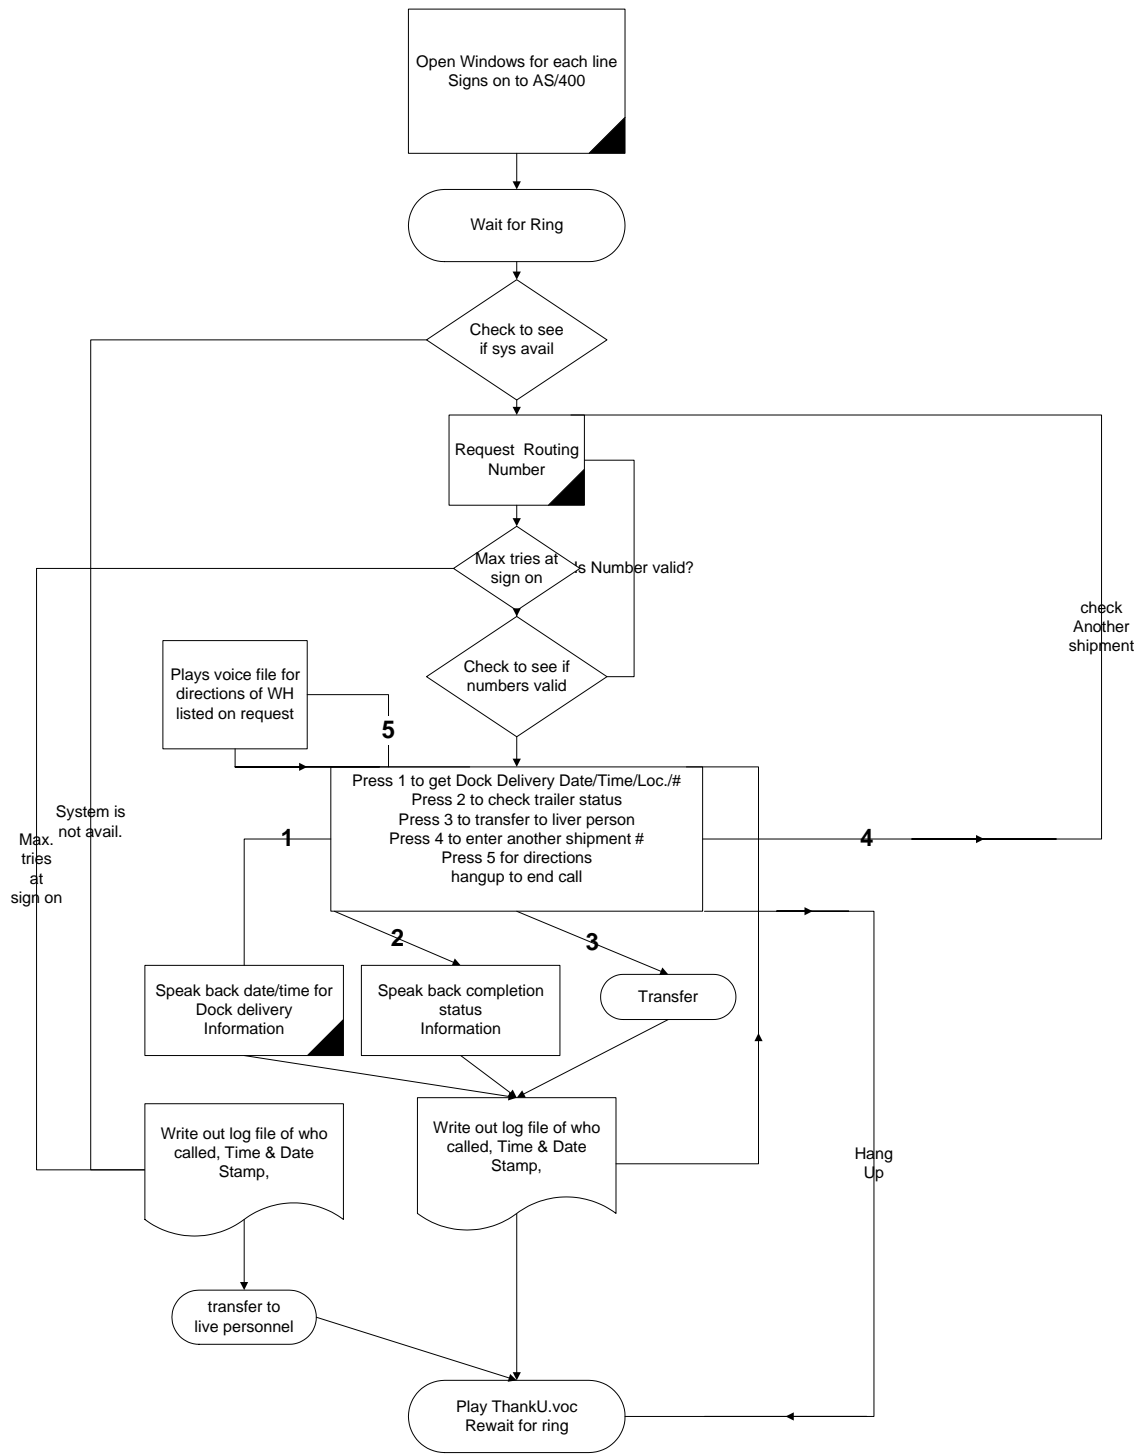 Open Windows for each line
Signs on to AS/400
Wait for Ring
Check to see
if sys avail
Request Routing
Number
Max tries at
sign on
Is Number valid?
check
Another
shipment
Check to see if
numbers valid
Plays voice file for
directions of WH
listed on request
5
Press 1 to get Dock Delivery Date/Time/Loc./#
Press 2 to check trailer status
Press 3 to transfer to liver person
Press 4 to enter another shipment #
Press 5 for directions
hangup to end call
System is
not avail.
Max.
tries
at
sign on
1
4
2
3
Speak back date/time for
Dock delivery
Information
Speak back completion
status
Information
Transfer
Write out log file of who
called, Time & Date
Stamp,
Write out log file of who
called, Time & Date
Stamp,
Hang
Up
transfer to
live personnel
Play ThankU.voc
Rewait for ring